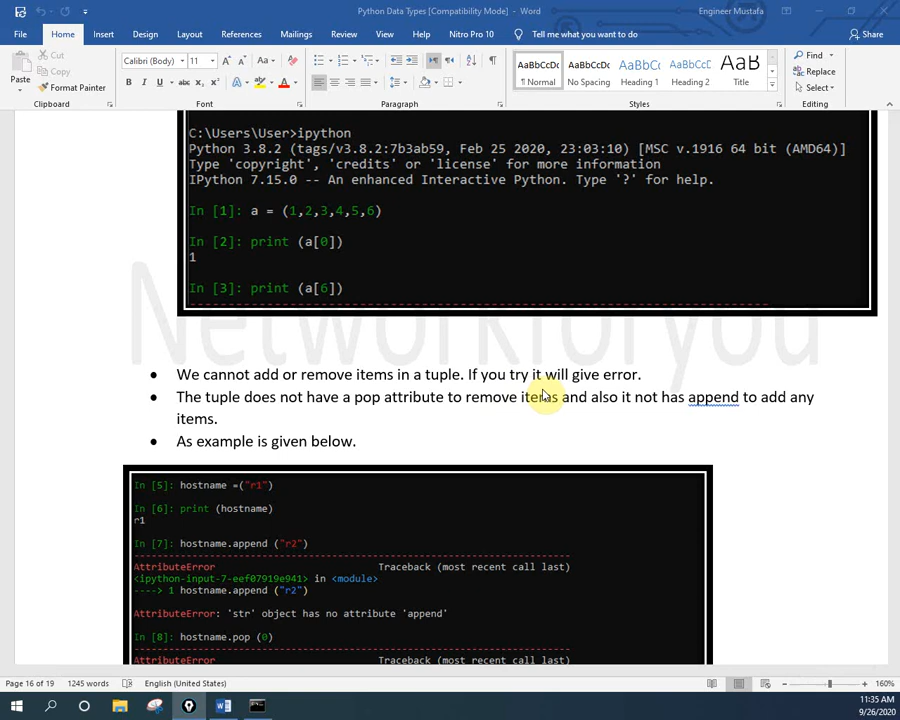 Python Data Types [Compatibility Mode] - Word
Engineer Mustafa
File Home Insert Design Layout References Mailings Review View Help Nitro Pro 10 Tell me what you want to do Share
Paste
Cut
Copy
Format Painter
Clipboard
Calibri (Body) 11
Font
Paragraph
AaBbCcDc AaBbCcDc AaBbCc AaBbCcC AaB
¶ Normal No Spacing Heading 1 Heading 2 Title
Styles
Find
Replace
Select
Editing
C:\Users\User>ipython
Python 3.8.2 (tags/v3.8.2:7b3ab59, Feb 25 2020, 23:03:10) [MSC v.1916 64 bit (AMD64)]
Type 'copyright', 'credits' or 'license' for more information
IPython 7.15.0 -- An enhanced Interactive Python. Type '?' for help.
In [1]: a = (1,2,3,4,5,6)
In [2]: print (a[0])
1
In [3]: print (a[6])
Networkforyou
• We cannot add or remove items in a tuple. If you try it will give error.
• The tuple does not have a pop attribute to remove items and also it not has append to add any
items.
• As example is given below.
In [5]: hostname =("r1")
In [6]: print (hostname)
r1
In [7]: hostname.append ("r2")
AttributeError Traceback (most recent call last)
<ipython-input-7-eef07919e941> in <module>
----> 1 hostname.append ("r2")
AttributeError: 'str' object has no attribute 'append'
In [8]: hostname.pop (0)
AttributeError Traceback (most recent call last)
Page 16 of 19 1245 words English (United States) 160%
11:35 AM
9/26/2020